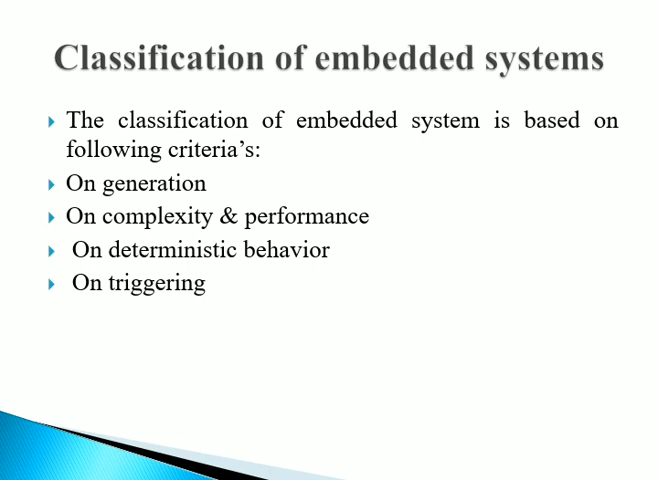 Classification of embedded systems
The classification of embedded system is based on
following criteria’s:
On generation
On complexity & performance
On deterministic behavior
On triggering